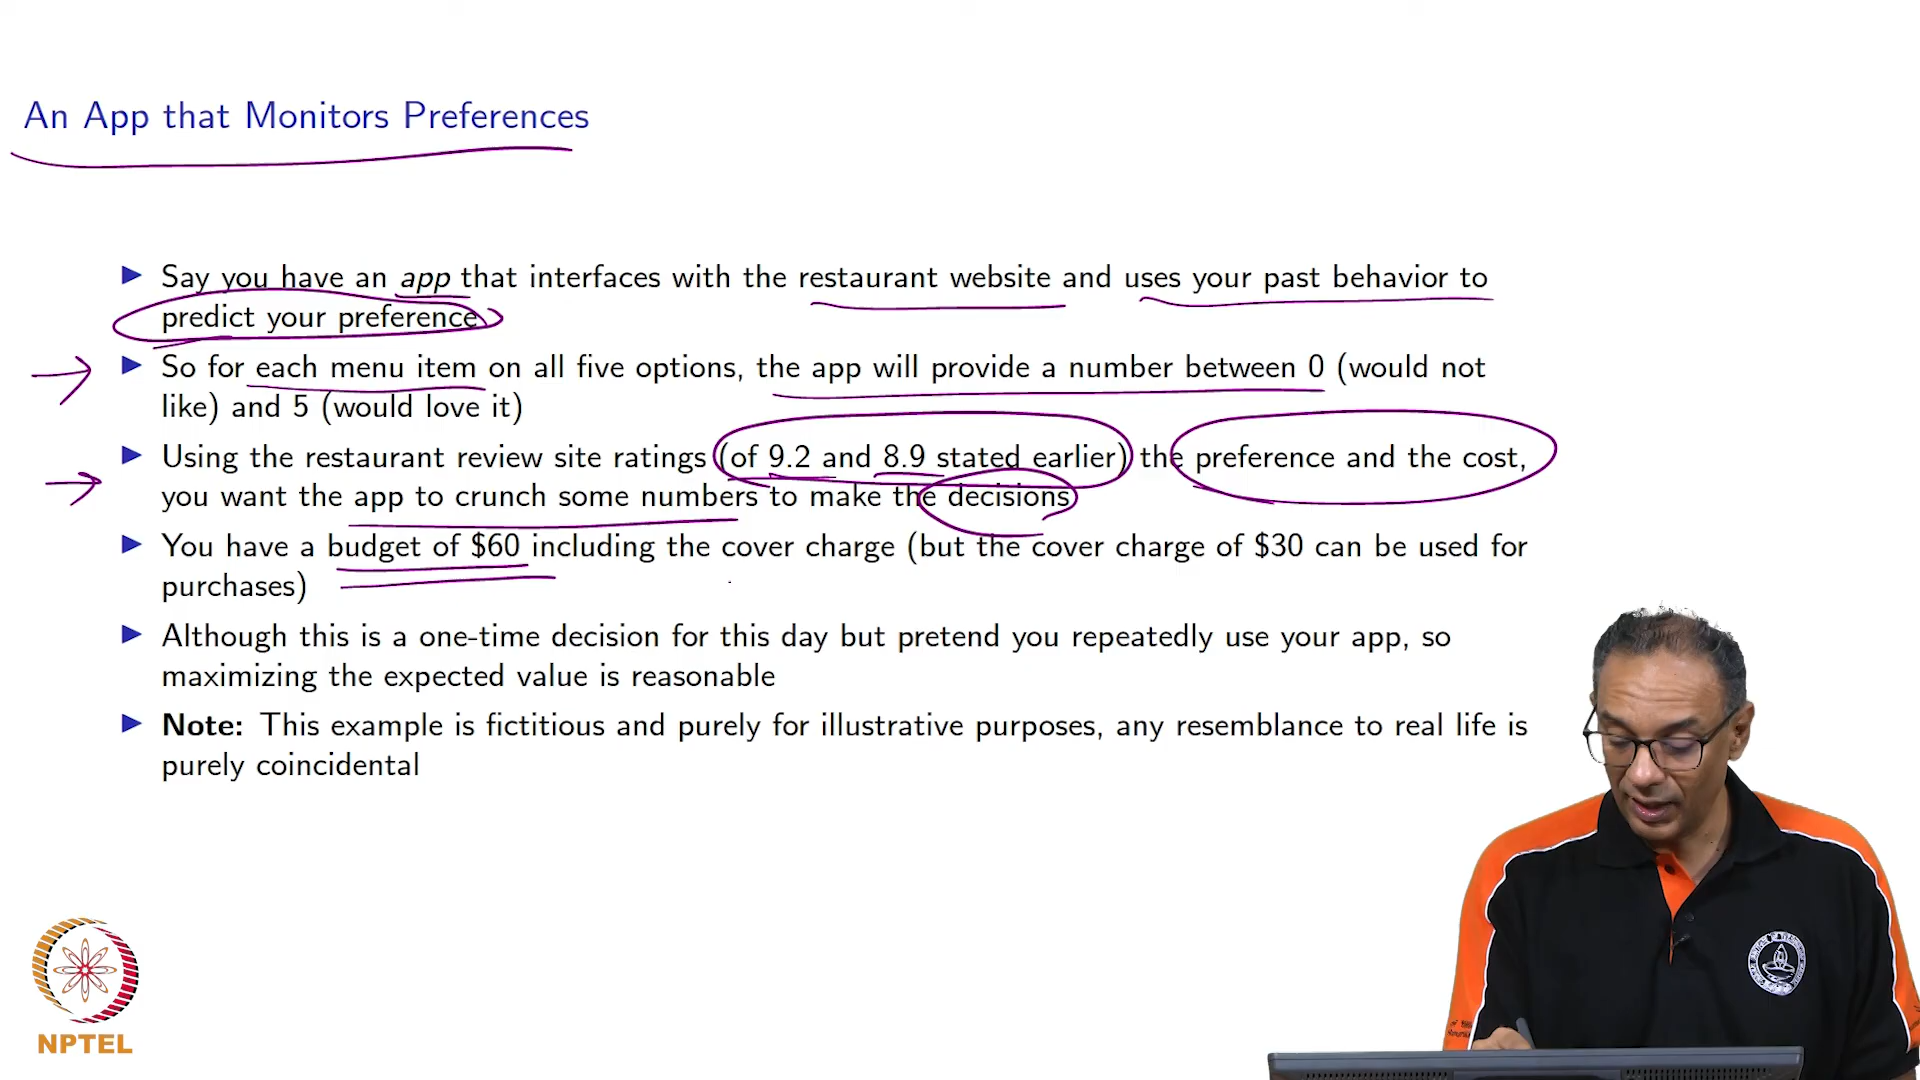 An App that Monitors Preferences
Say you have an app that interfaces with the restaurant website and uses your past behavior to
predict your preference
So for each menu item on all five options, the app will provide a number between 0 (would not
like) and 5 (would love it)
Using the restaurant review site ratings (of 9.2 and 8.9 stated earlier) the preference and the cost,
you want the app to crunch some numbers to make the decisions
You have a budget of $60 including the cover charge (but the cover charge of $30 can be used for
purchases)
Although this is a one-time decision for this day but pretend you repeatedly use your app, so
maximizing the expected value is reasonable
Note: This example is fictitious and purely for illustrative purposes, any resemblance to real life is
purely coincidental
NPTEL